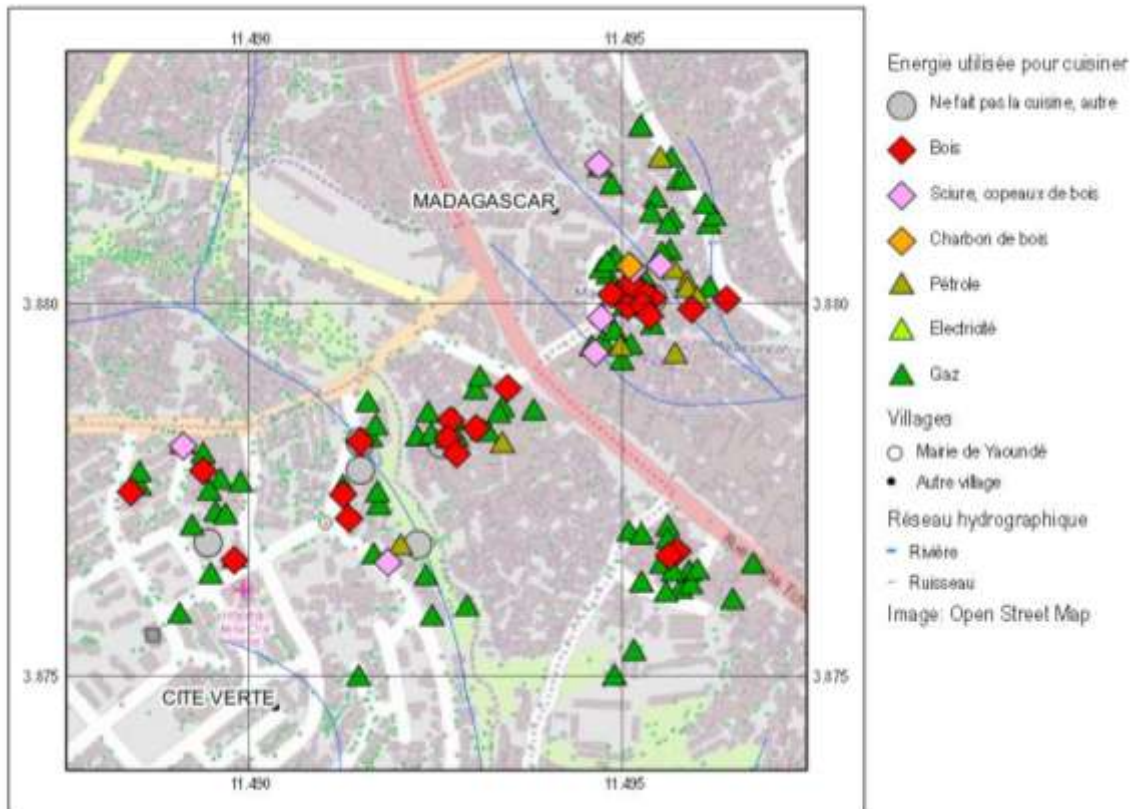 11.490 11.495
MADAGASCAR
3.880 3.880
3.875 3.875
CITE VERTE
11.490 11.495
Energie utilisée pour cuisiner
Ne fait pas la cuisine, autre
Bois
Sciure, copeaux de bois
Charbon de bois
Pétrole
Electricité
Gaz
Villages
Mairie de Yaoundé
Autre village
Réseau hydrographique
Rivière
Ruisseau
Image: Open Street Map